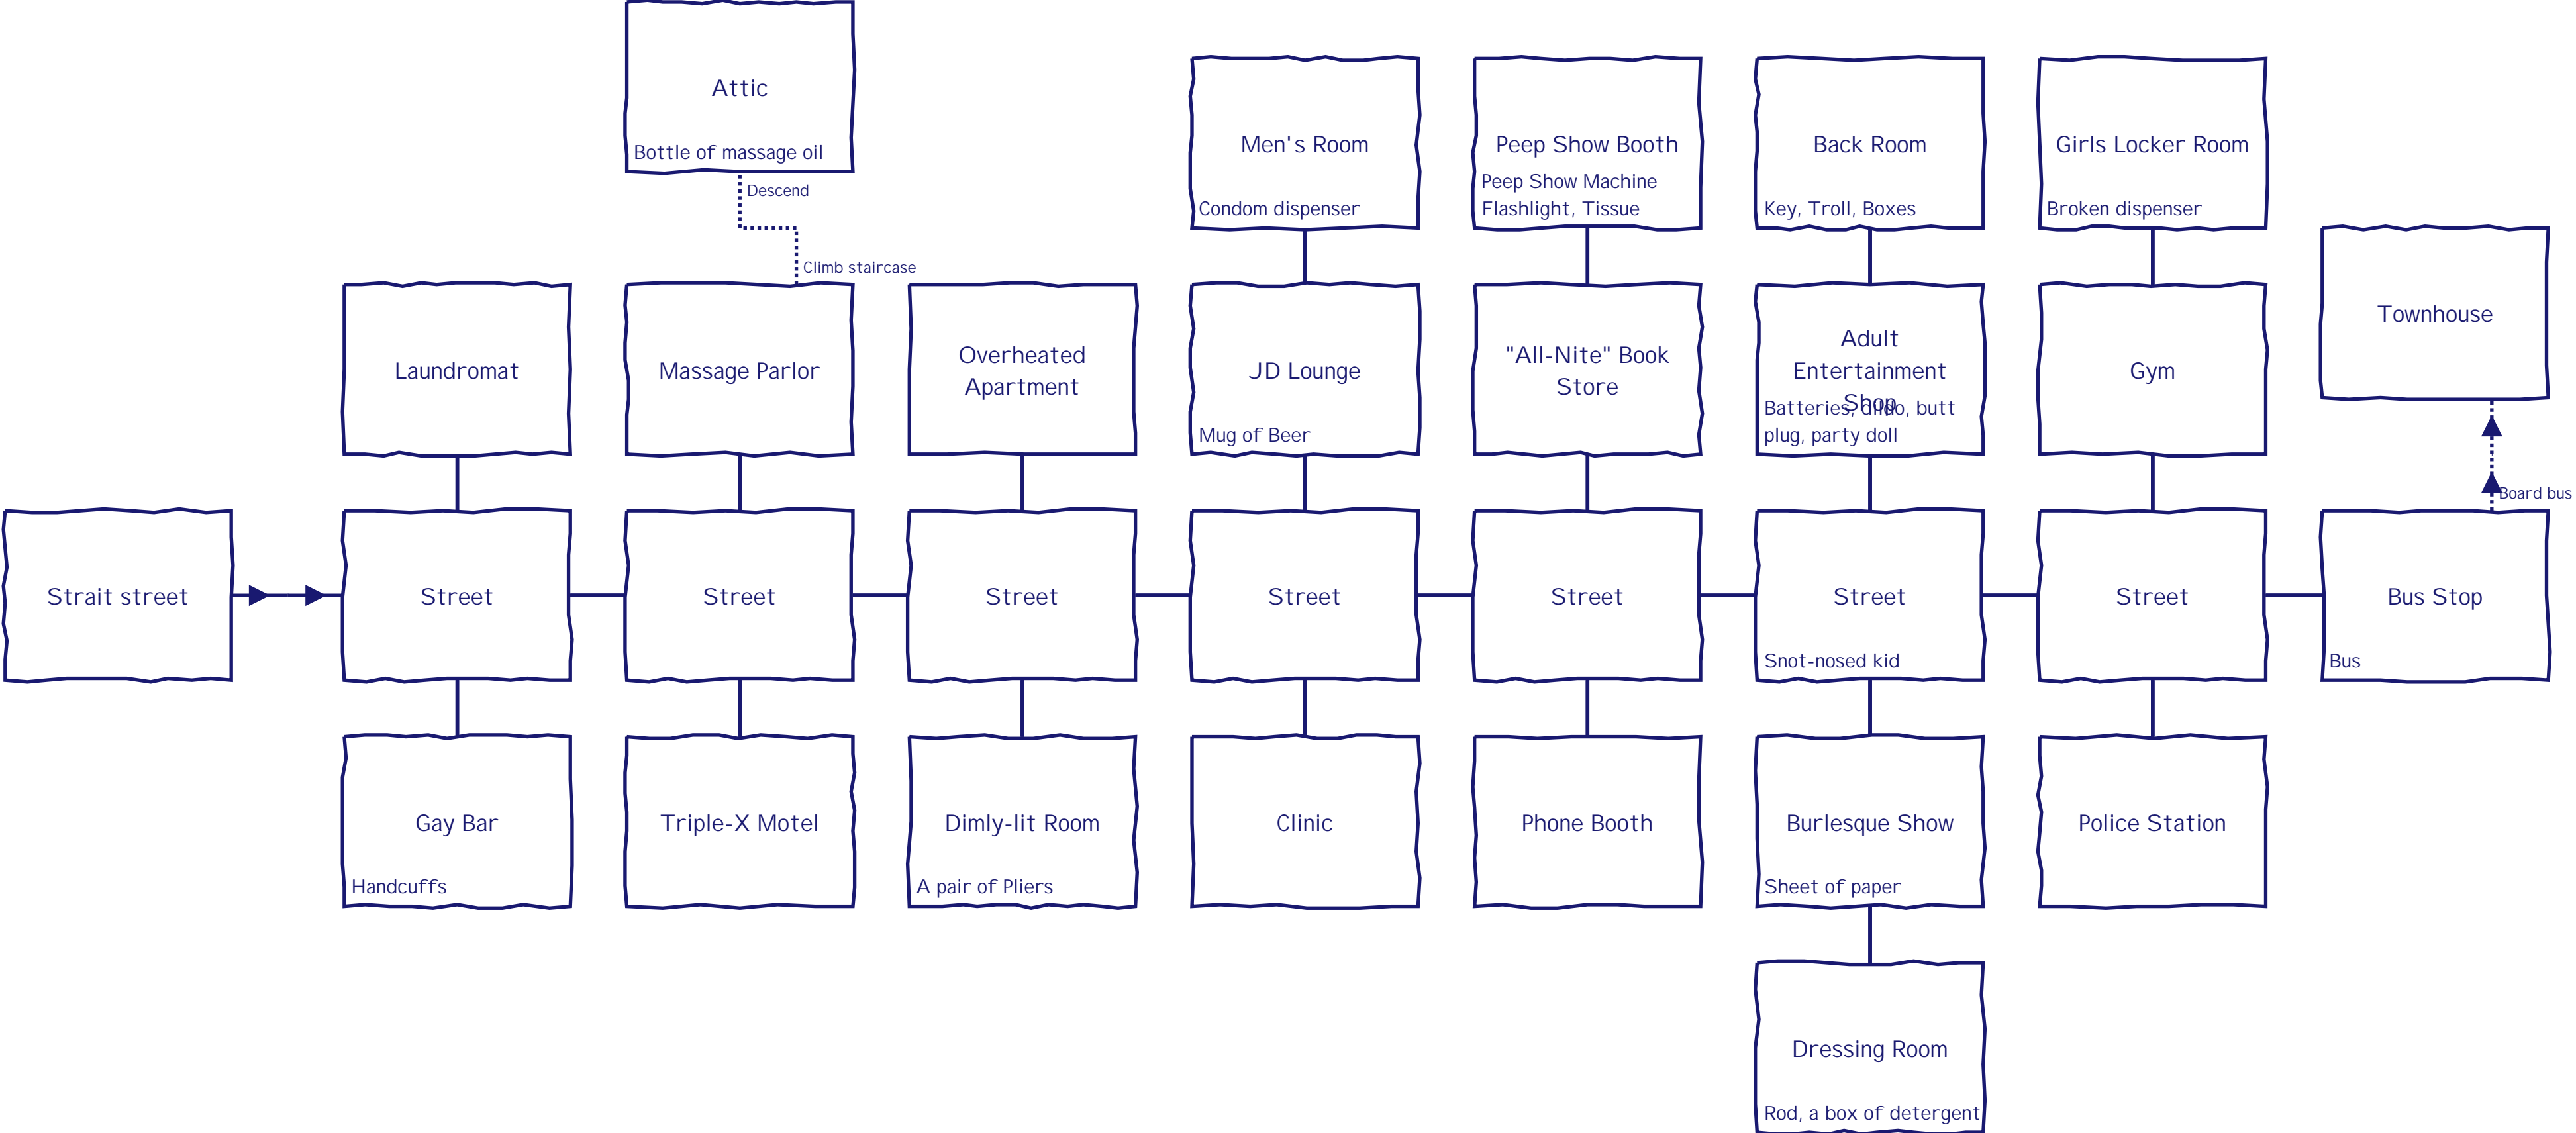 Attic
Bottle of massage oil
Descend
Climb staircase
Men's Room
Condom dispenser
Peep Show Booth
Peep Show Machine
Flashlight, Tissue
Back Room
Key, Troll, Boxes
Girls Locker Room
Broken dispenser
Townhouse
Laundromat
Massage Parlor
Overheated
Apartment
JD Lounge
Mug of Beer
"All-Nite" Book
Store
Adult
Entertainment
Shop
Batteries, dildo, butt
plug, party doll
Gym
Board bus
Strait street
Street
Street
Street
Street
Street
Street
Snot-nosed kid
Street
Bus Stop
Bus
Gay Bar
Handcuffs
Triple-X Motel
Dimly-lit Room
A pair of Pliers
Clinic
Phone Booth
Burlesque Show
Sheet of paper
Police Station
Dressing Room
Rod, a box of detergent